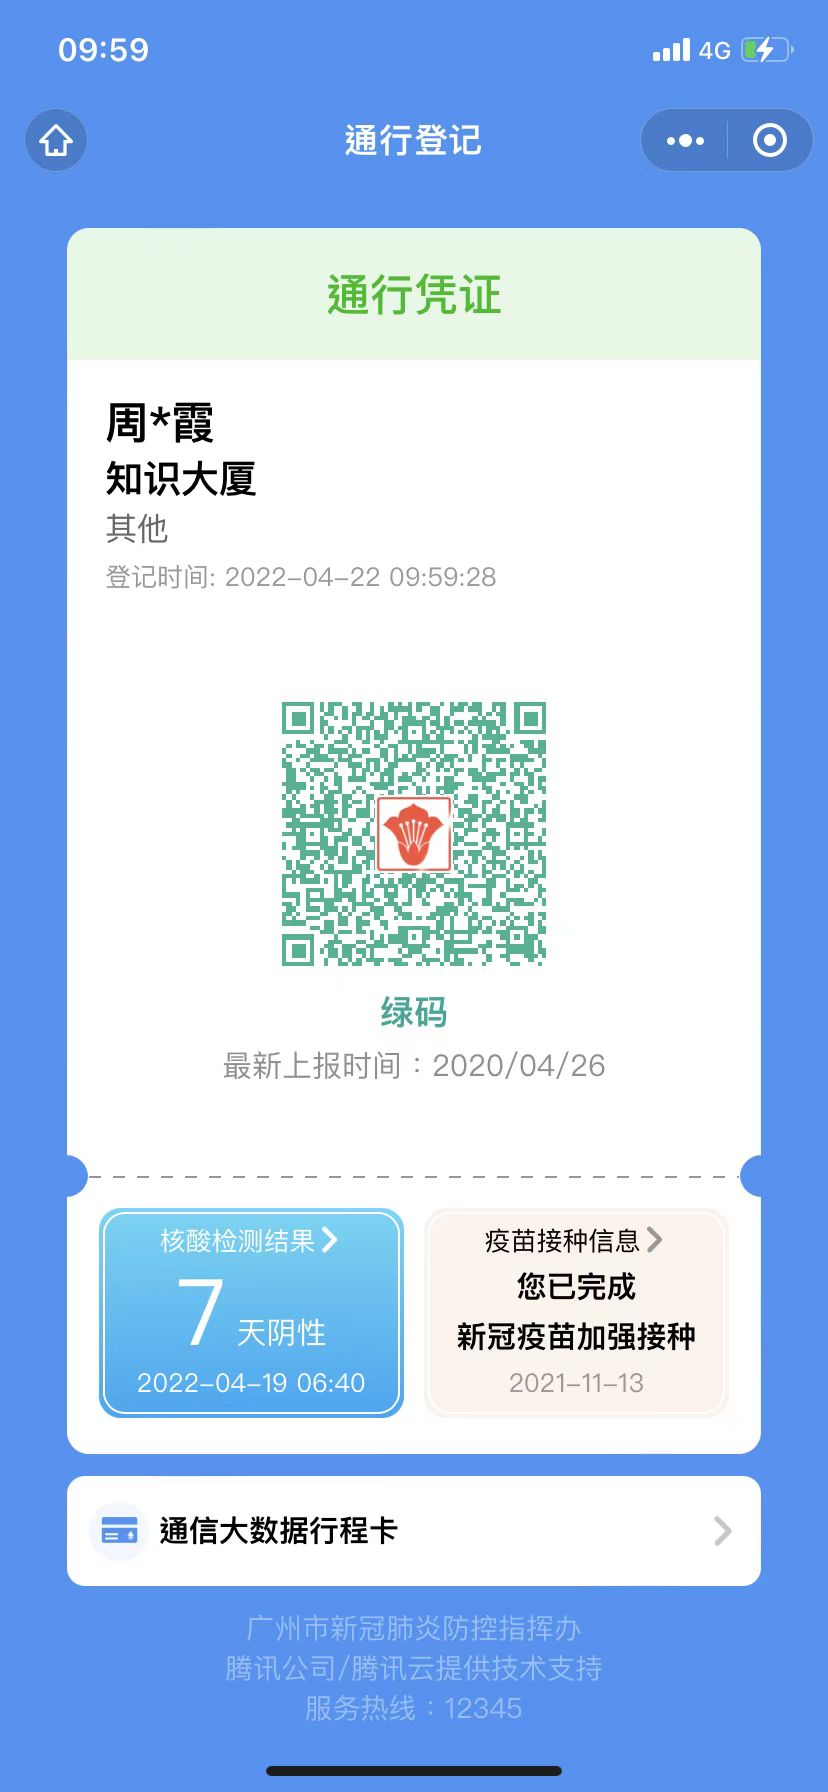 09:59
4G
通行登记
通行凭证
周*霞
知识大厦
其他
登记时间: 2022-04-22 09:59:28
绿码
最新上报时间：2020/04/26
核酸检测结果
7 天阴性
2022-04-19 06:40
疫苗接种信息
您已完成
新冠疫苗加强接种
2021-11-13
通信大数据行程卡
广州市新冠肺炎防控指挥办
腾讯公司/腾讯云提供技术支持
服务热线：12345